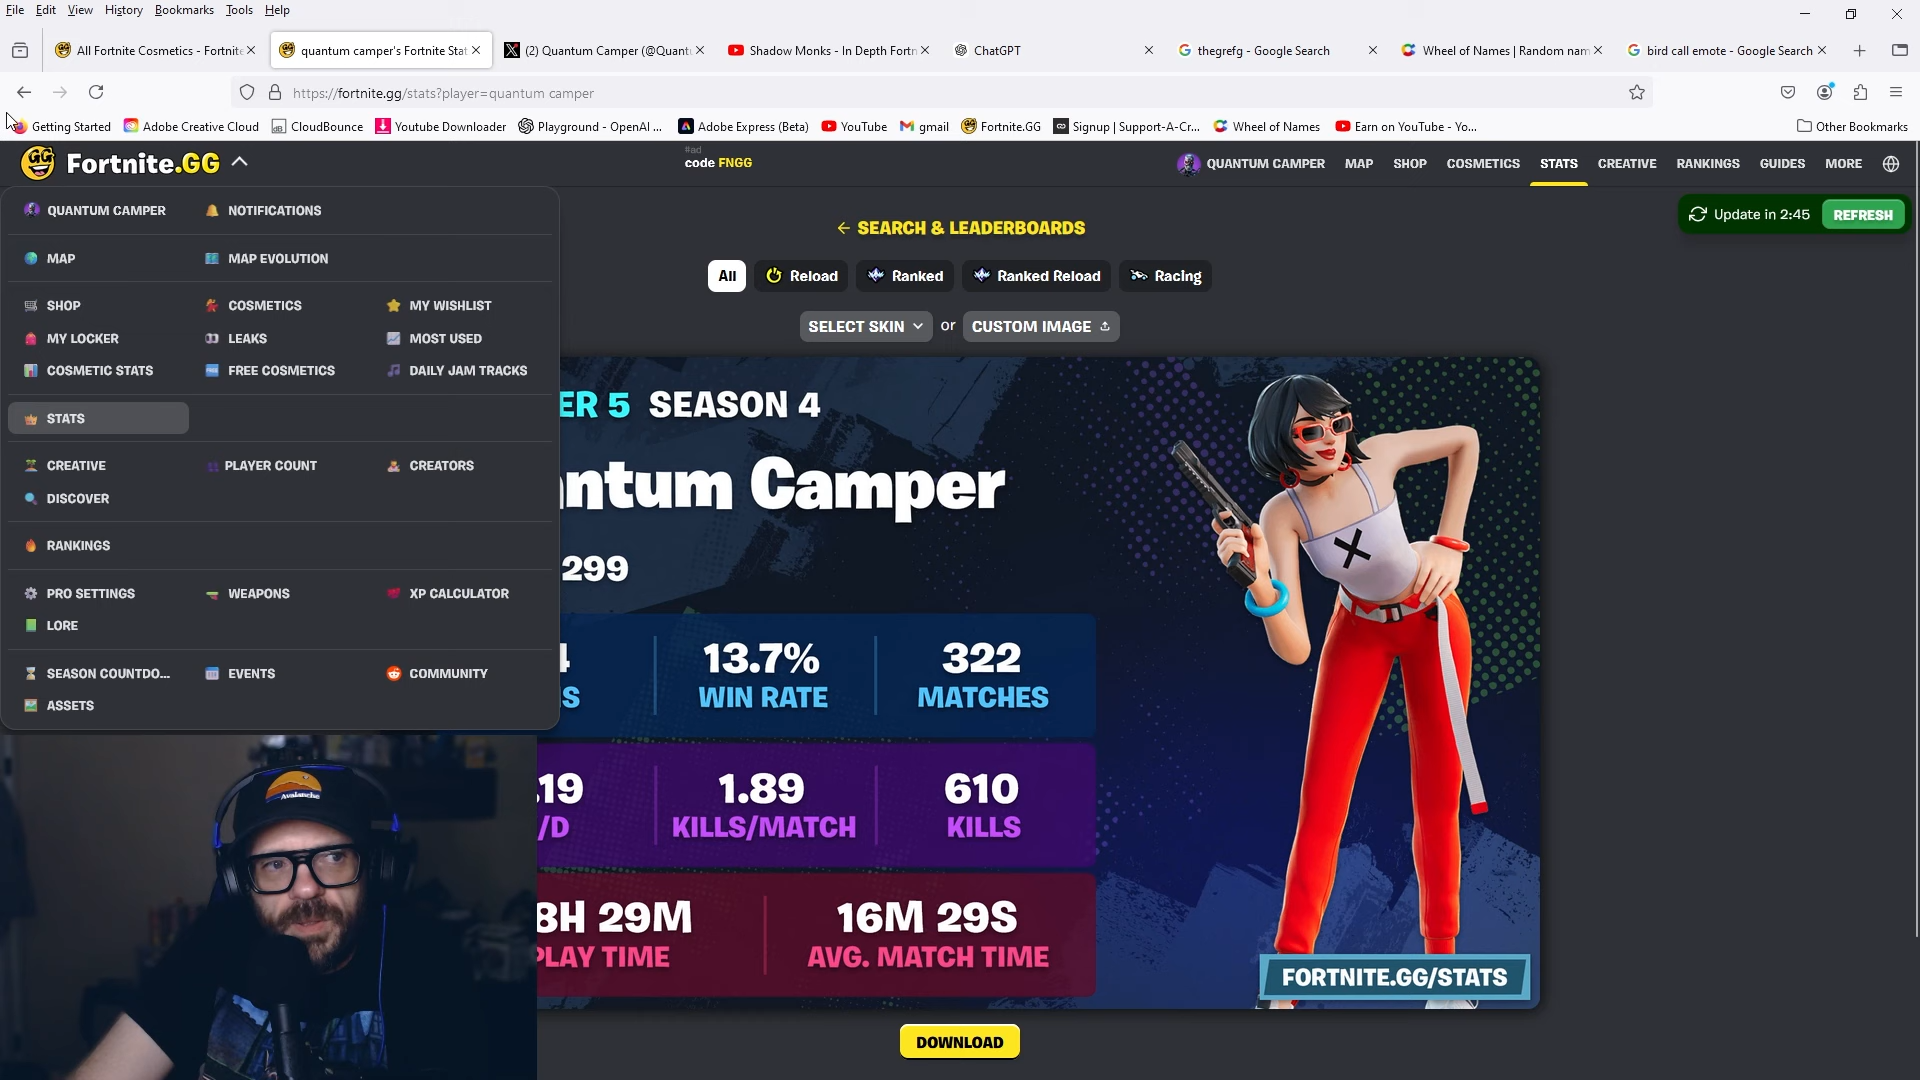 File Edit View History Bookmarks Tools Help
All Fortnite Cosmetics - Fortnite
quantum camper's Fortnite Stat
(2) Quantum Camper (@Quant
Shadow Monks - In Depth Fortn
ChatGPT
thegrefg - Google Search
Wheel of Names | Random nam
bird call emote - Google Search
https://fortnite.gg/stats?player=quantum camper
Getting Started Adobe Creative Cloud CloudBounce Youtube Downloader Playground - OpenAI ... Adobe Express (Beta) YouTube gmail Fortnite.GG Signup | Support-A-Cr... Wheel of Names Earn on YouTube - Yo... Other Bookmarks
GG Fortnite.GG
#ad
code FNGG
QUANTUM CAMPER MAP SHOP COSMETICS STATS CREATIVE RANKINGS GUIDES MORE
QUANTUM CAMPER NOTIFICATIONS
MAP MAP EVOLUTION
SHOP COSMETICS MY WISHLIST
MY LOCKER LEAKS MOST USED
COSMETIC STATS FREE COSMETICS DAILY JAM TRACKS
STATS
CREATIVE PLAYER COUNT CREATORS
DISCOVER
RANKINGS
PRO SETTINGS WEAPONS XP CALCULATOR
LORE
SEASON COUNTDO... EVENTS COMMUNITY
ASSETS
Update in 2:45 REFRESH
← SEARCH & LEADERBOARDS
All Reload Ranked Ranked Reload Racing
SELECT SKIN or CUSTOM IMAGE
ER 5 SEASON 4
ntum Camper
299
4 13.7% 322
S WIN RATE MATCHES
.19 1.89 610
/D KILLS/MATCH KILLS
8H 29M 16M 29S
PLAY TIME AVG. MATCH TIME
X
FORTNITE.GG/STATS
DOWNLOAD
Avalanche